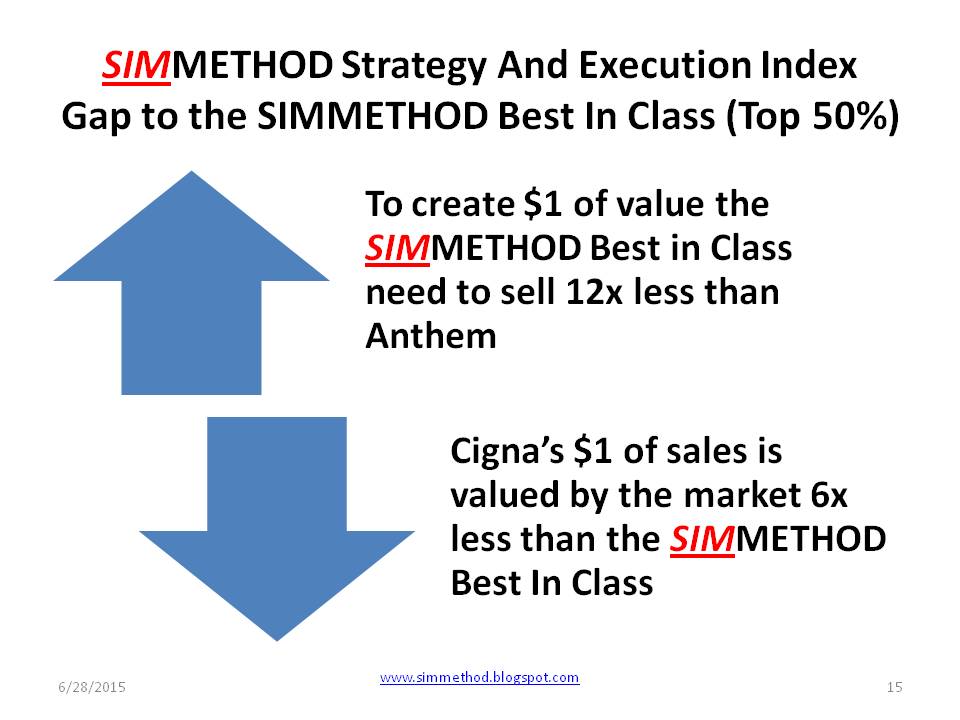 SIMMETHOD Strategy And Execution Index
Gap to the SIMMETHOD Best In Class (Top 50%)
To create $1 of value the
SIMMETHOD Best in Class
need to sell 12x less than
Anthem
Cigna’s $1 of sales is
valued by the market 6x
less than the SIMMETHOD
Best In Class
6/28/2015
www.simmethod.blogspot.com
15